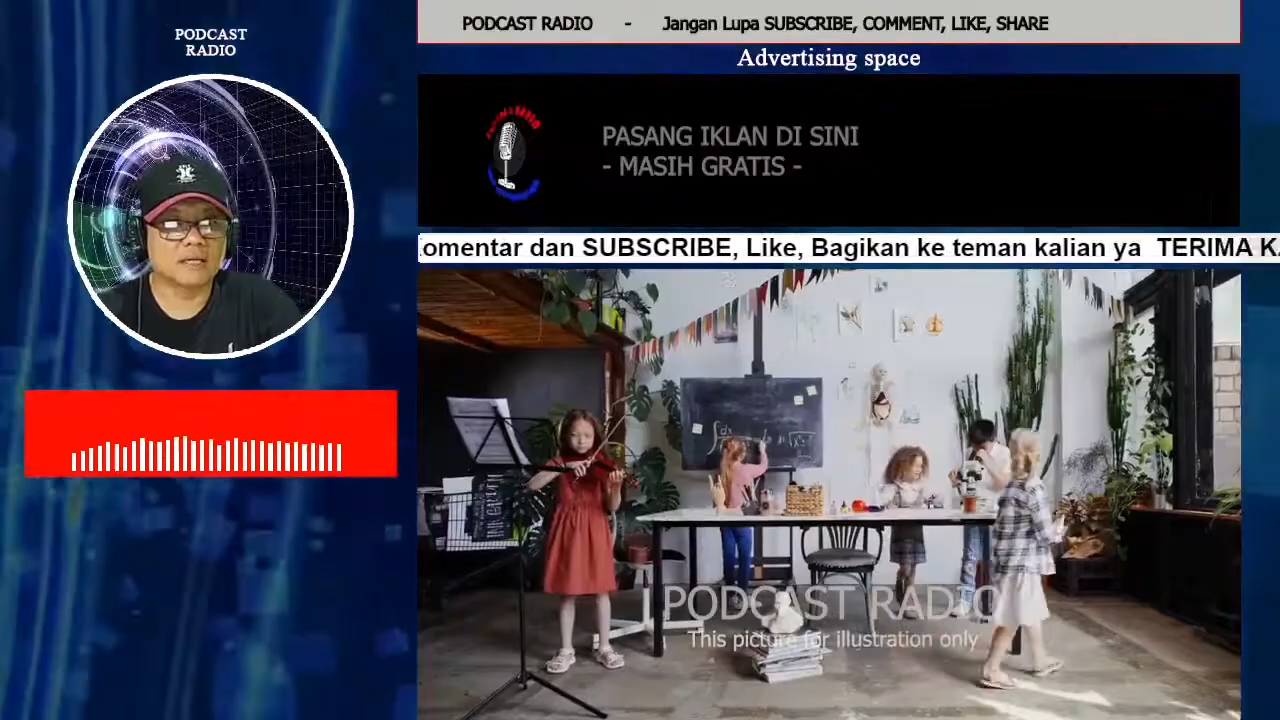 PODCAST
RADIO
PODCAST RADIO - Jangan Lupa SUBSCRIBE, COMMENT, LIKE, SHARE
Advertising space
PASANG IKLAN DI SINI
- MASIH GRATIS -
omentar dan SUBSCRIBE, Like, Bagikan ke teman kalian ya TERIMA
PODCAST RADIO
This picture for illustration only